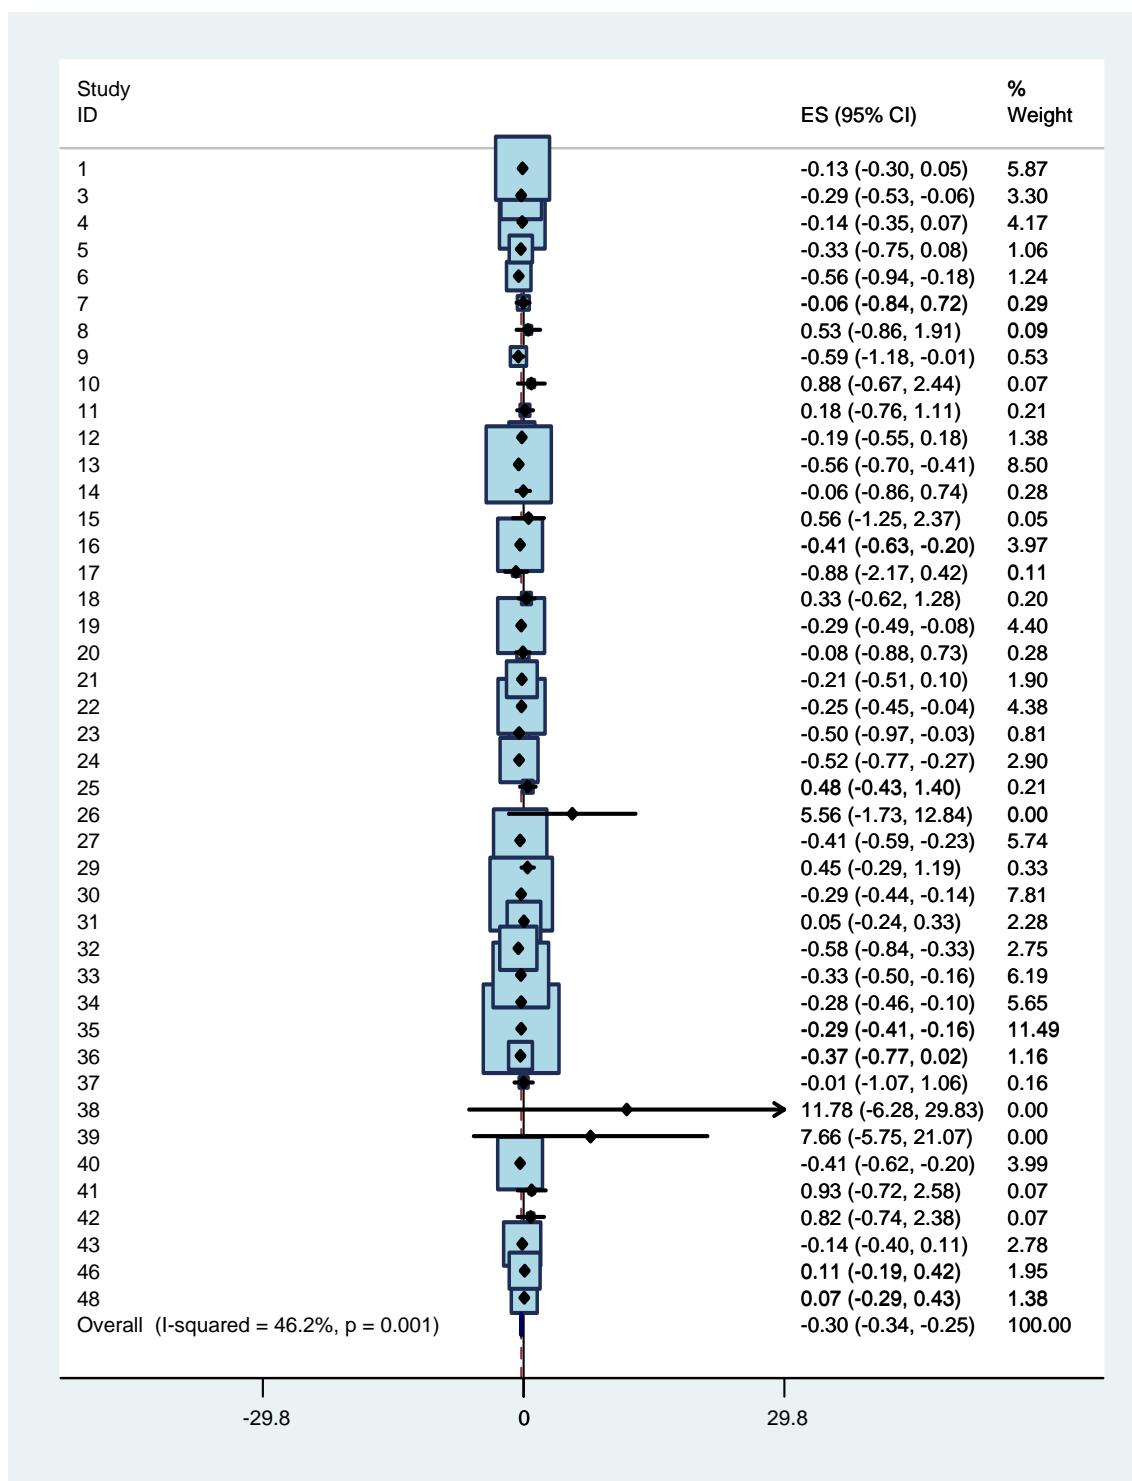 Study %
ID ES (95% CI) Weight
1 -0.13 (-0.30, 0.05) 5.87
3 -0.29 (-0.53, -0.06) 3.30
4 -0.14 (-0.35, 0.07) 4.17
5 -0.33 (-0.75, 0.08) 1.06
6 -0.56 (-0.94, -0.18) 1.24
7 -0.06 (-0.84, 0.72) 0.29
8 0.53 (-0.86, 1.91) 0.09
9 -0.59 (-1.18, -0.01) 0.53
10 0.88 (-0.67, 2.44) 0.07
11 0.18 (-0.76, 1.11) 0.21
12 -0.19 (-0.55, 0.18) 1.38
13 -0.56 (-0.70, -0.41) 8.50
14 -0.06 (-0.86, 0.74) 0.28
15 0.56 (-1.25, 2.37) 0.05
16 -0.41 (-0.63, -0.20) 3.97
17 -0.88 (-2.17, 0.42) 0.11
18 0.33 (-0.62, 1.28) 0.20
19 -0.29 (-0.49, -0.08) 4.40
20 -0.08 (-0.88, 0.73) 0.28
21 -0.21 (-0.51, 0.10) 1.90
22 -0.25 (-0.45, -0.04) 4.38
23 -0.50 (-0.97, -0.03) 0.81
24 -0.52 (-0.77, -0.27) 2.90
25 0.48 (-0.43, 1.40) 0.21
26 5.56 (-1.73, 12.84) 0.00
27 -0.41 (-0.59, -0.23) 5.74
29 0.45 (-0.29, 1.19) 0.33
30 -0.29 (-0.44, -0.14) 7.81
31 0.05 (-0.24, 0.33) 2.28
32 -0.58 (-0.84, -0.33) 2.75
33 -0.33 (-0.50, -0.16) 6.19
34 -0.28 (-0.46, -0.10) 5.65
35 -0.29 (-0.41, -0.16) 11.49
36 -0.37 (-0.77, 0.02) 1.16
37 -0.01 (-1.07, 1.06) 0.16
38 11.78 (-6.28, 29.83) 0.00
39 7.66 (-5.75, 21.07) 0.00
40 -0.41 (-0.62, -0.20) 3.99
41 0.93 (-0.72, 2.58) 0.07
42 0.82 (-0.74, 2.38) 0.07
43 -0.14 (-0.40, 0.11) 2.78
46 0.11 (-0.19, 0.42) 1.95
48 0.07 (-0.29, 0.43) 1.38
Overall (I-squared = 46.2%, p = 0.001) -0.30 (-0.34, -0.25) 100.00
-29.8 0 29.8